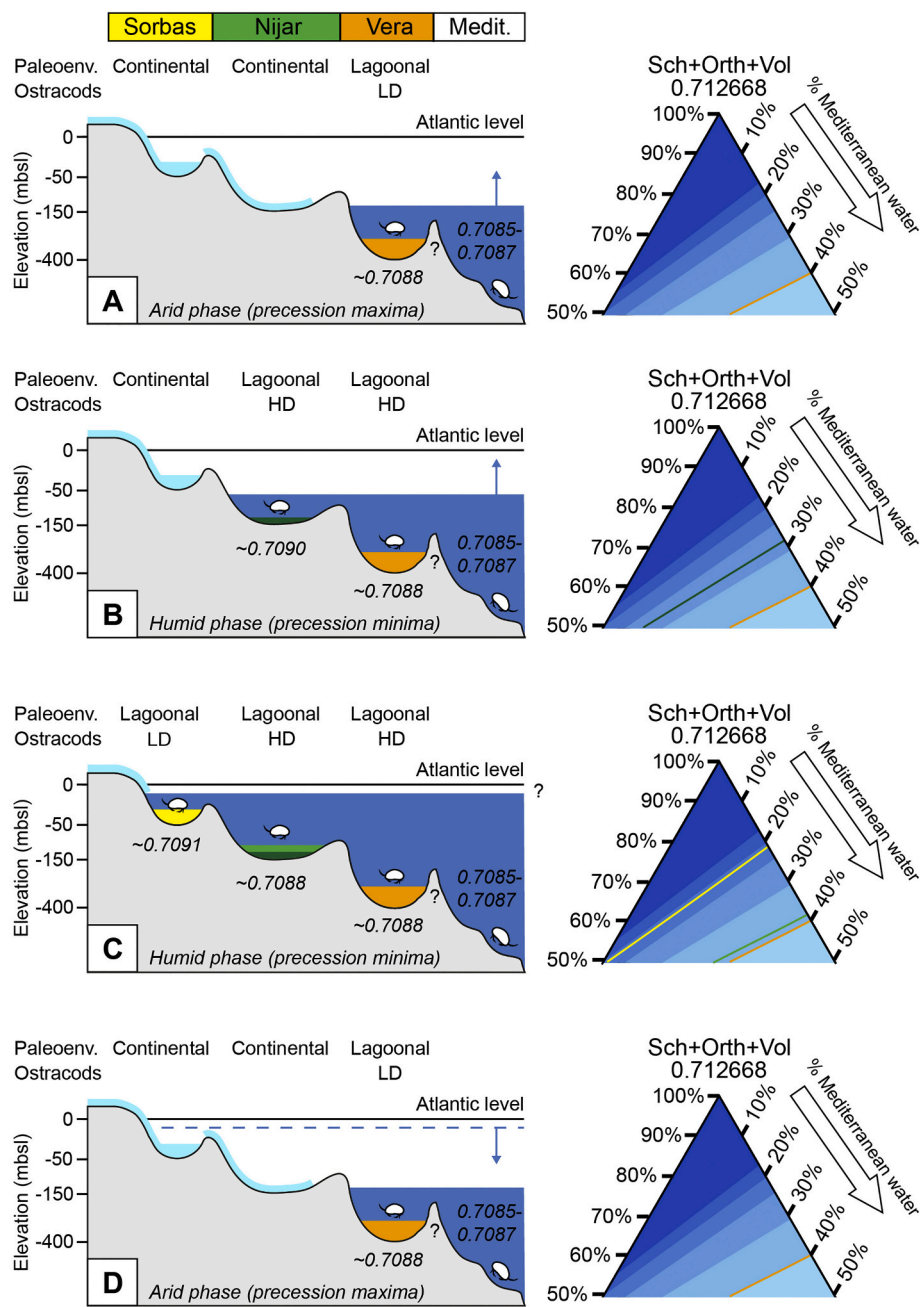 Sorbas Nijar Vera Medit.
Paleoenv. Continental Continental Lagoonal
Ostracods LD
Atlantic level
Elevation (mbsl)
0
-50
-150
-400
0.7085-
0.7087
?
~0.7088
A
Arid phase (precession maxima)
Sch+Orth+Vol
0.712668
% Mediterranean water
100%
90%
80%
70%
60%
50%
10%
20%
30%
40%
50%
Paleoenv. Continental Lagoonal Lagoonal
Ostracods HD HD
Atlantic level
Elevation (mbsl)
0
-50
-150
-400
0.7085-
0.7087
~0.7090
?
~0.7088
B
Humid phase (precession minima)
Sch+Orth+Vol
0.712668
% Mediterranean water
100%
90%
80%
70%
60%
50%
10%
20%
30%
40%
50%
Paleoenv. Lagoonal Lagoonal Lagoonal
Ostracods LD HD HD
Atlantic level
?
Elevation (mbsl)
0
-50
-150
-400
~0.7091
0.7085-
0.7087
~0.7088
?
~0.7088
C
Humid phase (precession minima)
Sch+Orth+Vol
0.712668
% Mediterranean water
100%
90%
80%
70%
60%
50%
10%
20%
30%
40%
50%
Paleoenv. Continental Continental Lagoonal
Ostracods LD
Atlantic level
Elevation (mbsl)
0
-50
-150
-400
0.7085-
0.7087
?
~0.7088
D
Arid phase (precession maxima)
Sch+Orth+Vol
0.712668
% Mediterranean water
100%
90%
80%
70%
60%
50%
10%
20%
30%
40%
50%